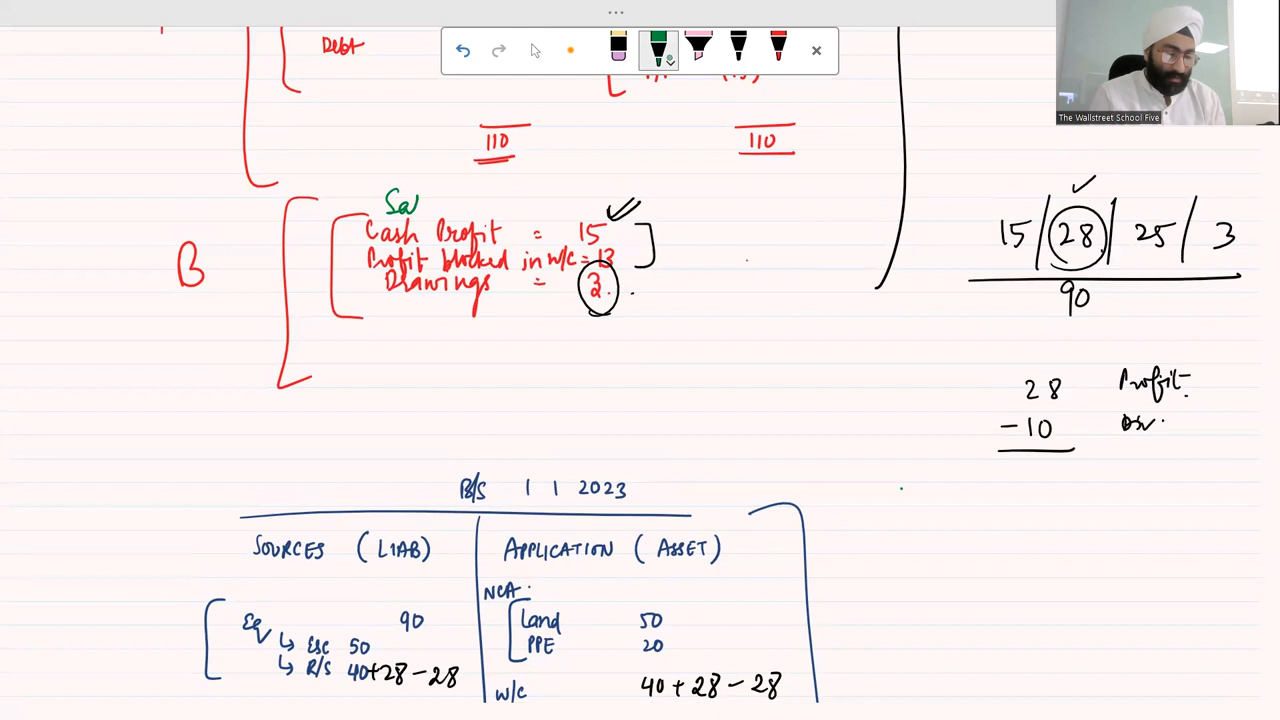 Debt
The Wallstreet School Five
110 110
Sal
Cash Profit = 15
Profit blocked in w/c = 13
Drawings = 3
B
15 / 28 / 25 / 3
90
28 Profit
-10
B/S 1 1 2023
SOURCES (LIAB) APPLICATION (ASSET)
NCA
Eq 90 Land 50
↳ ESC 50 PPE 20
↳ R/S 40+28-28
W/C 40+28-28